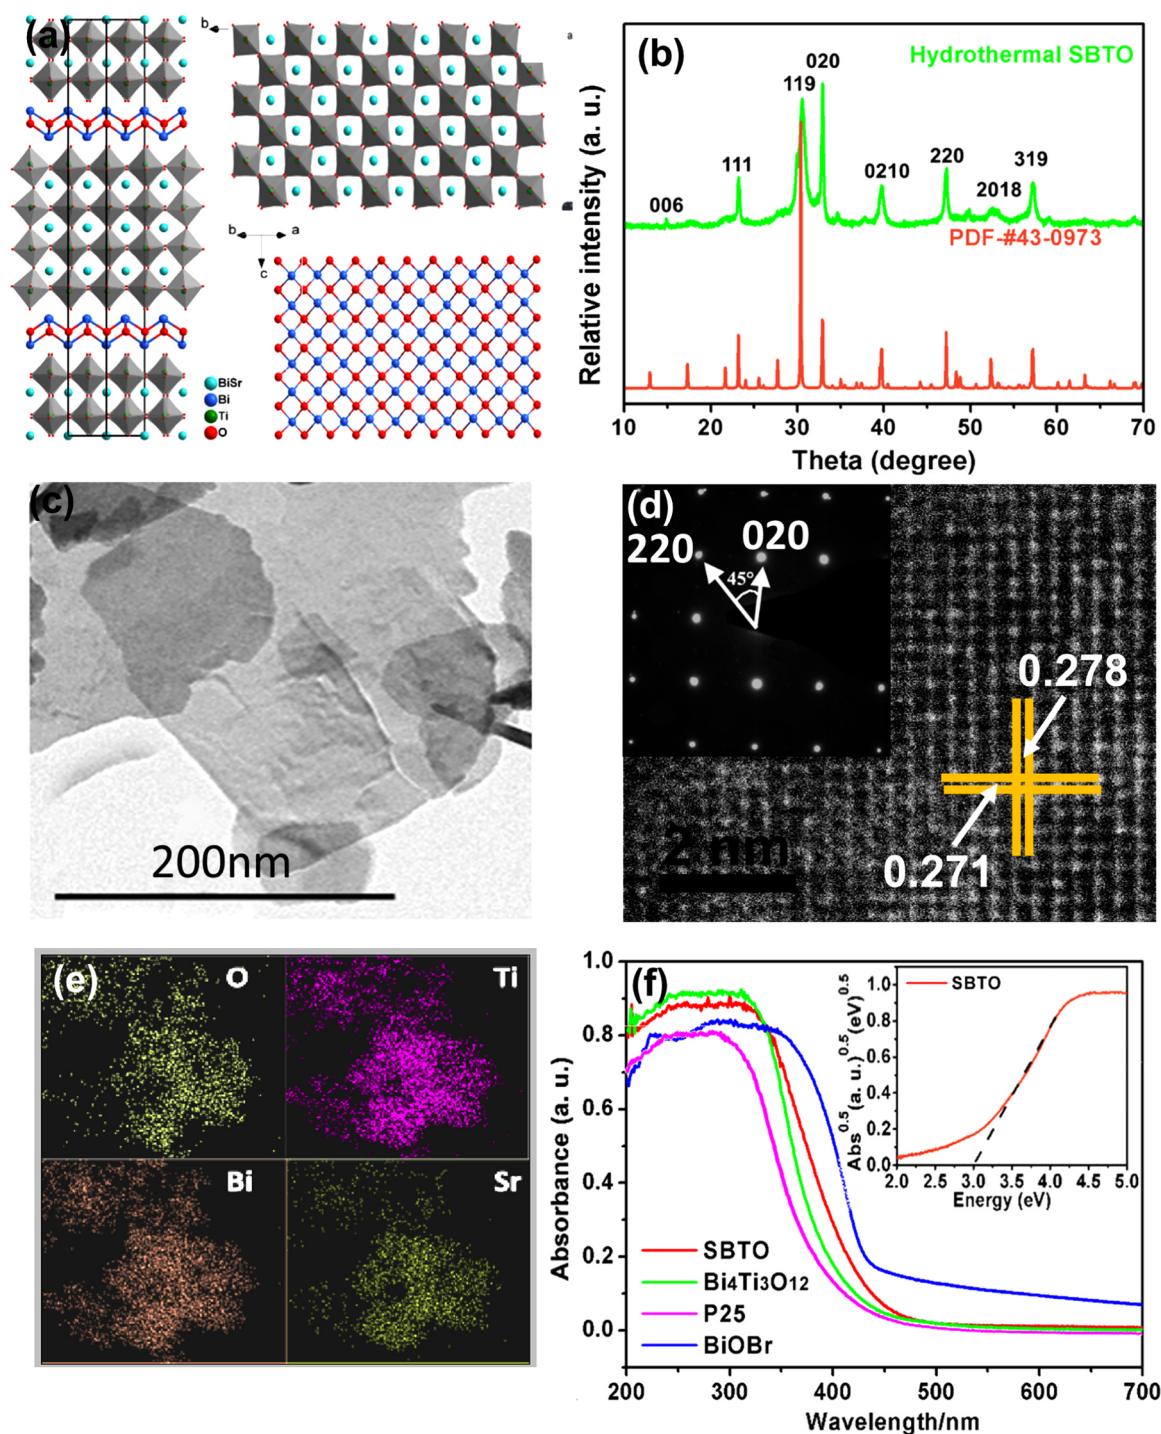 (a)
b
a
b
a
c
BiSr
Bi
Ti
O
(b)
Hydrothermal SBTO
006
111
119
020
0210
220
2018
319
PDF-#43-0973
Relative intensity (a. u.)
10 20 30 40 50 60 70
Theta (degree)
(c)
200nm
(d)
220
020
45°
0.278
0.271
2 nm
(e)
O
Ti
Bi
Sr
(f)
1.0
0.8
0.6
0.4
0.2
0.0
Absorbance (a. u.)
SBTO
Bi4Ti3O12
P25
BiOBr
200 300 400 500 600 700
Wavelength/nm
SBTO
1.0
0.8
0.6
0.4
0.2
0.0
Abs^0.5(a. u.)^0.5(eV)^0.5
2.0 2.5 3.0 3.5 4.0 4.5 5.0
Energy (eV)